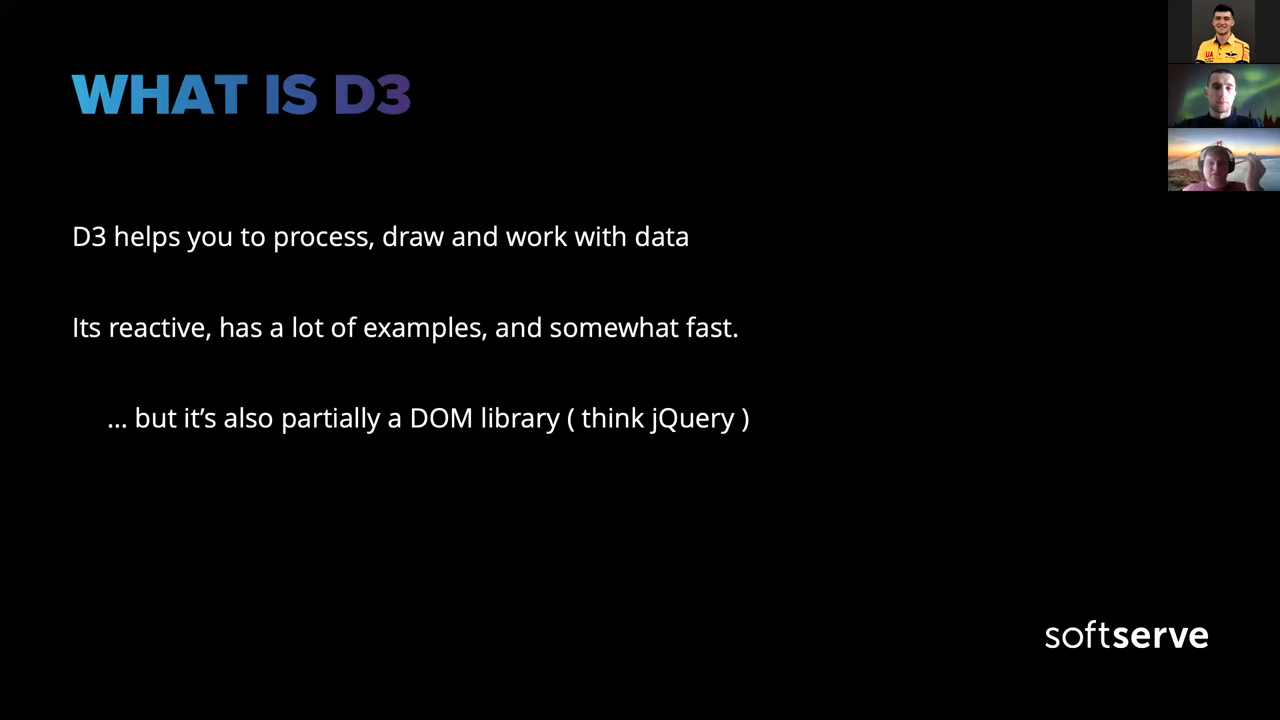 WHAT IS D3
D3 helps you to process, draw and work with data
Its reactive, has a lot of examples, and somewhat fast.
... but it’s also partially a DOM library ( think jQuery )
softserve
UA